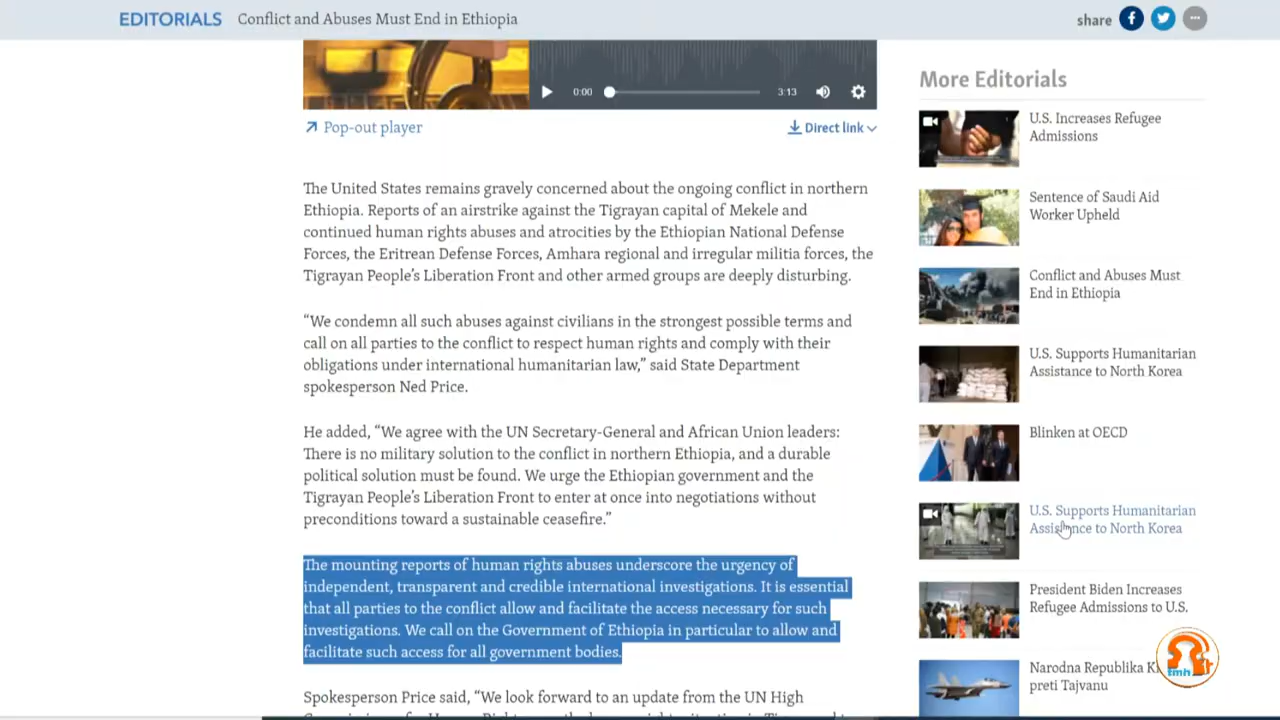 EDITORIALS Conflict and Abuses Must End in Ethiopia
share
0:00 3:13
Pop-out player
Direct link
The United States remains gravely concerned about the ongoing conflict in northern
Ethiopia. Reports of an airstrike against the Tigrayan capital of Mekele and
continued human rights abuses and atrocities by the Ethiopian National Defense
Forces, the Eritrean Defense Forces, Amhara regional and irregular militia forces, the
Tigrayan People’s Liberation Front and other armed groups are deeply disturbing.
“We condemn all such abuses against civilians in the strongest possible terms and
call on all parties to the conflict to respect human rights and comply with their
obligations under international humanitarian law,” said State Department
spokesperson Ned Price.
He added, “We agree with the UN Secretary-General and African Union leaders:
There is no military solution to the conflict in northern Ethiopia, and a durable
political solution must be found. We urge the Ethiopian government and the
Tigrayan People’s Liberation Front to enter at once into negotiations without
preconditions toward a sustainable ceasefire.”
The mounting reports of human rights abuses underscore the urgency of
independent, transparent and credible international investigations. It is essential
that all parties to the conflict allow and facilitate the access necessary for such
investigations. We call on the Government of Ethiopia in particular to allow and
facilitate such access for all government bodies.
Spokesperson Price said, “We look forward to an update from the UN High
More Editorials
U.S. Increases Refugee
Admissions
Sentence of Saudi Aid
Worker Upheld
Conflict and Abuses Must
End in Ethiopia
U.S. Supports Humanitarian
Assistance to North Korea
Blinken at OECD
U.S. Supports Humanitarian
Assistance to North Korea
President Biden Increases
Refugee Admissions to U.S.
Narodna Republika
preti Tajvanu
tmh